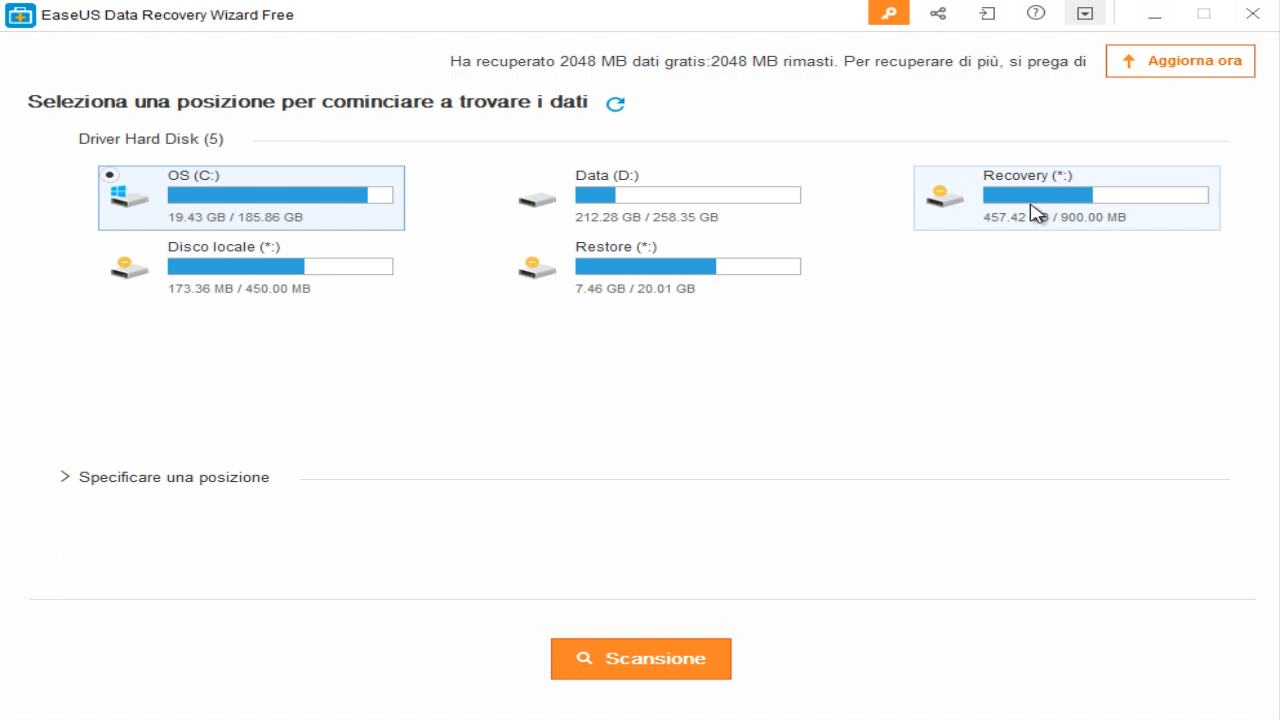 EaseUS Data Recovery Wizard Free
Ha recuperato 2048 MB dati gratis:2048 MB rimasti. Per recuperare di più, si prega di
Aggiorna ora
Seleziona una posizione per cominciare a trovare i dati
Driver Hard Disk (5)
OS (C:)
19.43 GB / 185.86 GB
Data (D:)
212.28 GB / 258.35 GB
Recovery (*:)
457.42 / 900.00 MB
Disco locale (*:)
173.36 MB / 450.00 MB
Restore (*:)
7.46 GB / 20.01 GB
Specificare una posizione
Scansione